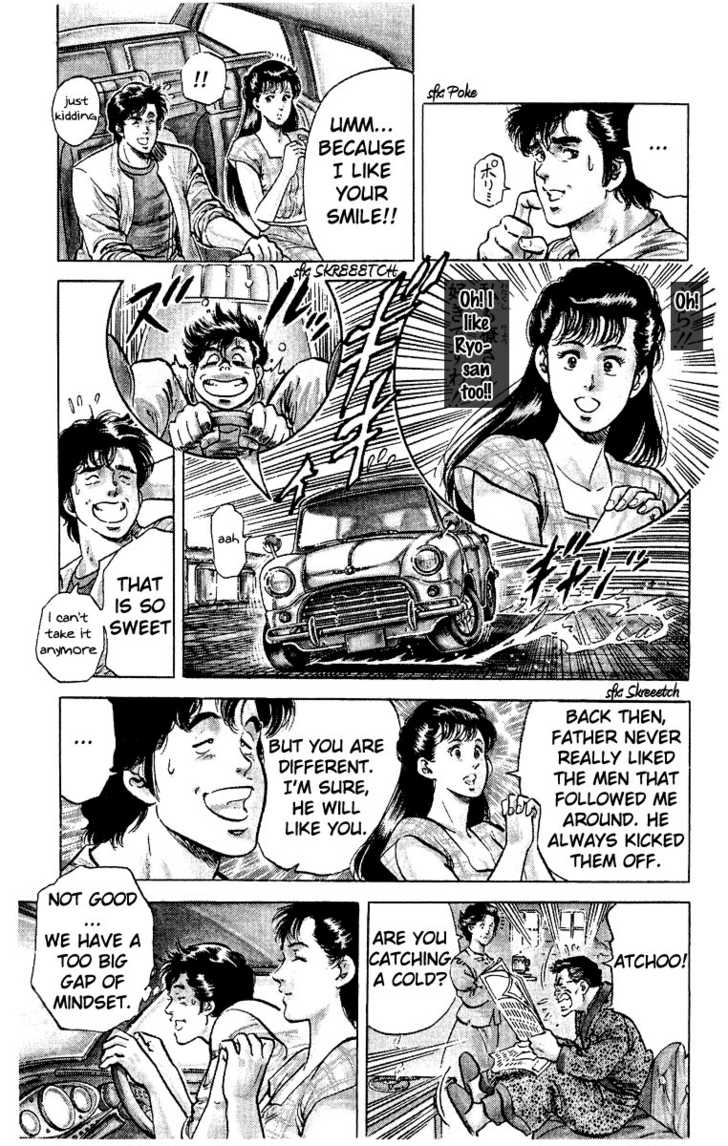 sfx: Poke
...
ポリ...
!!
just
kidding
UMM...
BECAUSE
I LIKE
YOUR
SMILE!!
Oh!
Oh! I
like
Ryo-
san
too!!
sfx: SKREEETCH
aah
THAT
IS SO
SWEET
I can't
take it
anymore
sfx: Skreeetch
BACK THEN,
FATHER NEVER
REALLY LIKED
THE MEN THAT
FOLLOWED ME
AROUND. HE
ALWAYS KICKED
THEM OFF.
BUT YOU ARE
DIFFERENT.
I'M SURE,
HE WILL
LIKE YOU.
...
ATCHOO!
ARE YOU
CATCHING
A COLD?
NOT GOOD
...
WE HAVE A
TOO BIG
GAP OF
MINDSET.